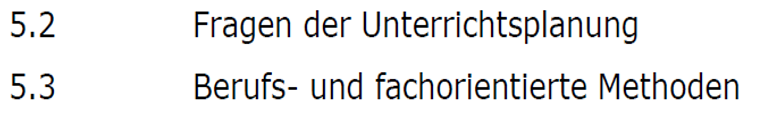 5.2 Fragen der Unterrichtsplanung
5.3 Berufs- und fachorientierte Methoden